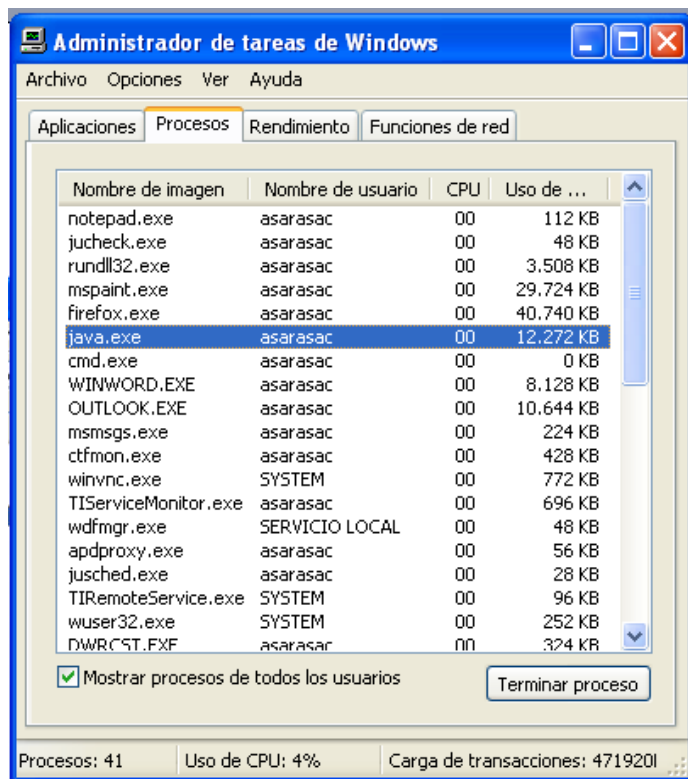 Administrador de tareas de Windows
Archivo Opciones Ver Ayuda
Aplicaciones Procesos Rendimiento Funciones de red
Nombre de imagen Nombre de usuario CPU Uso de ...
notepad.exe asarasac 00 112 KB
jucheck.exe asarasac 00 48 KB
rundll32.exe asarasac 00 3.508 KB
mspaint.exe asarasac 00 29.724 KB
firefox.exe asarasac 00 40.740 KB
java.exe asarasac 00 12.272 KB
cmd.exe asarasac 00 0 KB
WINWORD.EXE asarasac 00 8.128 KB
OUTLOOK.EXE asarasac 00 10.644 KB
msmsgs.exe asarasac 00 224 KB
ctfmon.exe asarasac 00 428 KB
winvnc.exe SYSTEM 00 772 KB
TIServiceMonitor.exe asarasac 00 696 KB
wdfmgr.exe SERVICIO LOCAL 00 48 KB
apdproxy.exe asarasac 00 56 KB
jusched.exe asarasac 00 28 KB
TIRemoteService.exe SYSTEM 00 96 KB
wuser32.exe SYSTEM 00 252 KB
DWRCST.EXE asarasac 00 324 KB
Mostrar procesos de todos los usuarios Terminar proceso
Procesos: 41 Uso de CPU: 4% Carga de transacciones: 471920